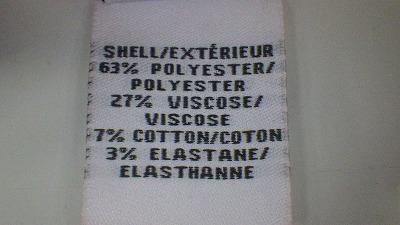 SHELL/EXTÉRIEUR
63% POLYESTER/
POLYESTER
27% VISCOSE/
VISCOSE
7% COTTON/COTON
3% ELASTANE/
ELASTHANNE